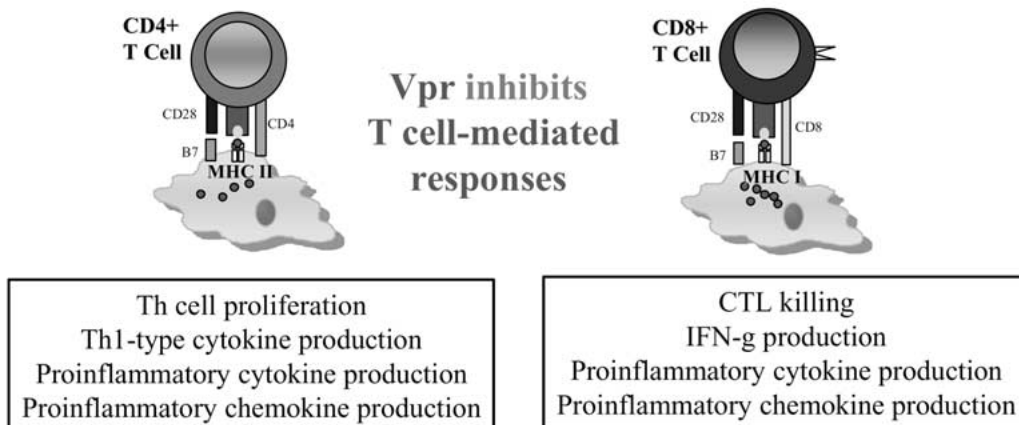 CD4+
T Cell
CD28
CD4
B7
MHC II
Vpr inhibits
T cell-mediated
responses
CD8+
T Cell
CD28
CD8
B7
MHC I
Th cell proliferation
Th1-type cytokine production
Proinflammatory cytokine production
Proinflammatory chemokine production
CTL killing
IFN-g production
Proinflammatory cytokine production
Proinflammatory chemokine production